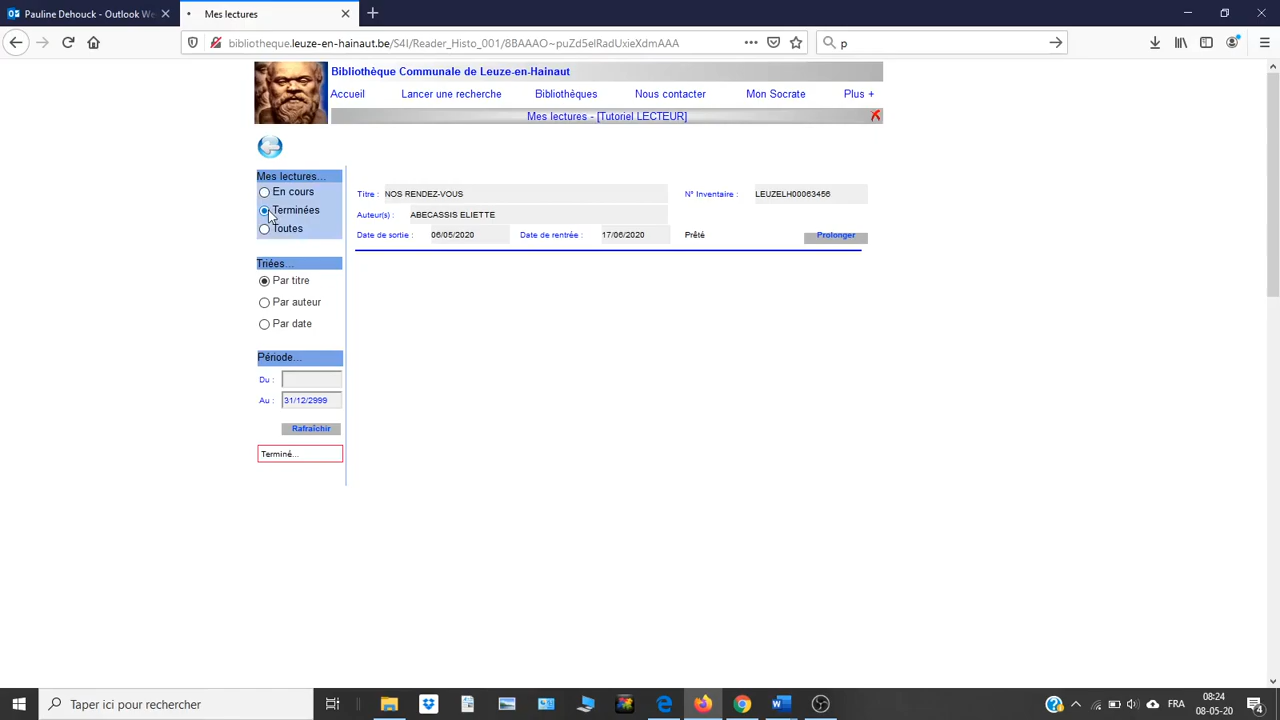 Pauline Dehouck - Outlook We
Mes lectures
bibliotheque.leuze-en-hainaut.be/S4I/Reader_Histo_001/8BAAAO~puZd5elRadUxieXdmAAA
p
Bibliothèque Communale de Leuze-en-Hainaut
Accueil Lancer une recherche Bibliothèques Nous contacter Mon Socrate Plus +
Mes lectures - [Tutoriel LECTEUR]
Mes lectures...
En cours
Terminées
Toutes
Triées...
Par titre
Par auteur
Par date
Période...
Du :
Au : 31/12/2999
Rafraîchir
Terminé...
Titre : NOS RENDEZ-VOUS N° Inventaire : LEUZELH00063456
Auteur(s) : ABECASSIS ELIETTE
Date de sortie : 06/05/2020 Date de rentrée : 17/06/2020 Prêté Prolonger
Taper ici pour rechercher
FRA
08:24
08-05-20
4